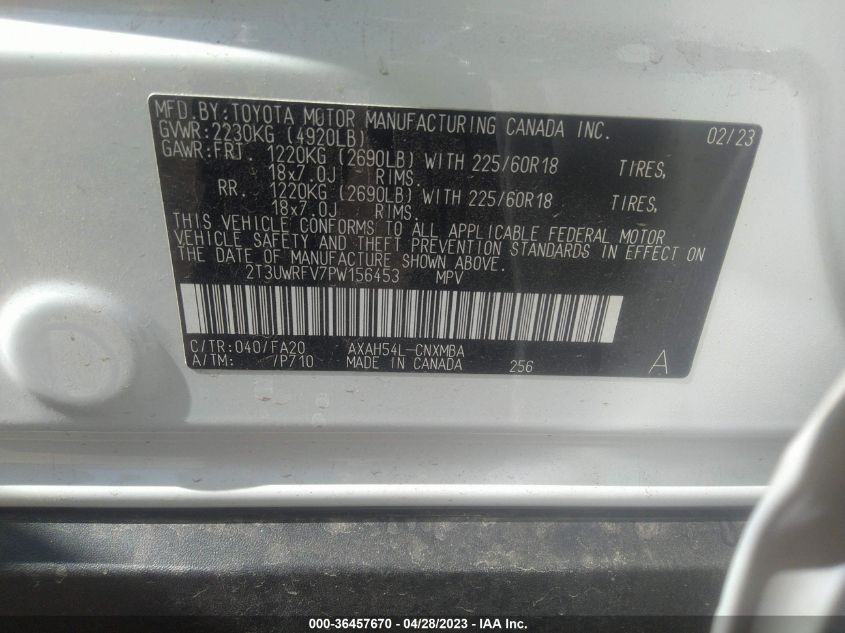 MFD.BY:TOYOTA MOTOR MANUFACTURING CANADA INC. 02/23
GVWR:2230KG (4920LB)
GAWR:FRT. 1220KG (2690LB) WITH 225/60R18 TIRES,
18x7.0J RIMS.
RR. 1220KG (2690LB) WITH 225/60R18 TIRES,
18x7.0J RIMS.
THIS VEHICLE CONFORMS TO ALL APPLICABLE FEDERAL MOTOR
VEHICLE SAFETY AND THEFT PREVENTION STANDARDS IN EFFECT ON
THE DATE OF MANUFACTURE SHOWN ABOVE.
2T3UWRFV7PW156453 MPV
C/TR:040/FA20 AXAH54L-CNXMBA
A/TM: /P710 MADE IN CANADA 256 A
000-36457670 - 04/28/2023 - IAA Inc.